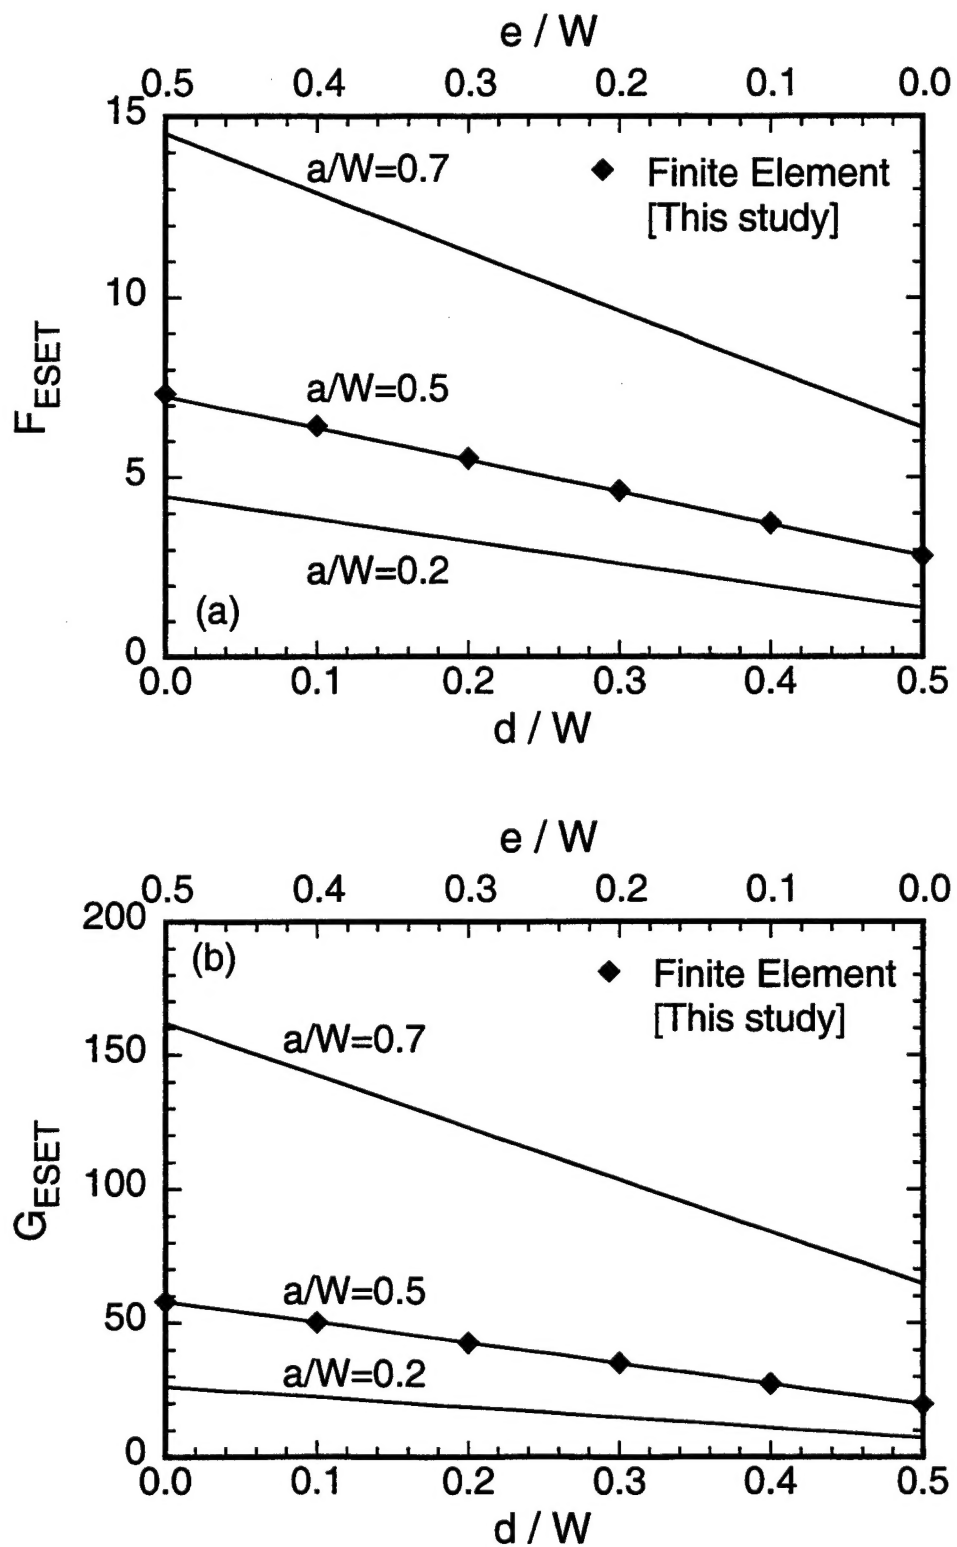 e / W
0.5 0.4 0.3 0.2 0.1 0.0
15
a/W=0.7
Finite Element
[This study]
10
F_ESET
a/W=0.5
5
a/W=0.2
(a)
0
0.0 0.1 0.2 0.3 0.4 0.5
d / W
e / W
0.5 0.4 0.3 0.2 0.1 0.0
200
(b)
Finite Element
[This study]
a/W=0.7
150
G_ESET
100
a/W=0.5
50
a/W=0.2
0
0.0 0.1 0.2 0.3 0.4 0.5
d / W